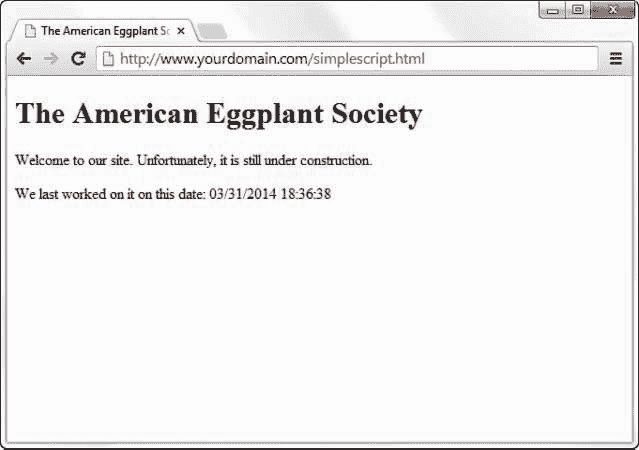 The American Eggplant Sc
http://www.yourdomain.com/simplescript.html
The American Eggplant Society
Welcome to our site. Unfortunately, it is still under construction.
We last worked on it on this date: 03/31/2014 18:36:38